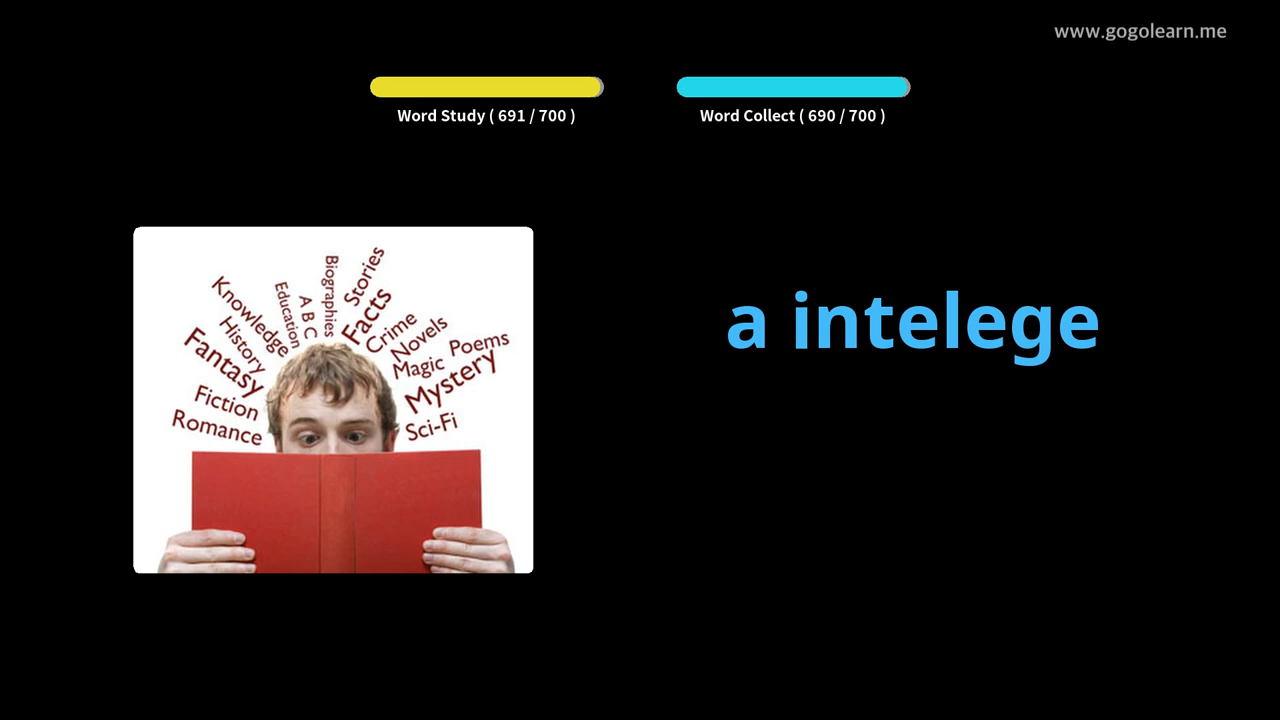 www.gogolearn.me
Word Study ( 691 / 700 )
Word Collect ( 690 / 700 )
a intelege
Knowledge
Education
A B C
Biographies
Stories
Facts
Crime
Novels
Poems
Magic
Mystery
Sci-Fi
History
Fantasy
Fiction
Romance